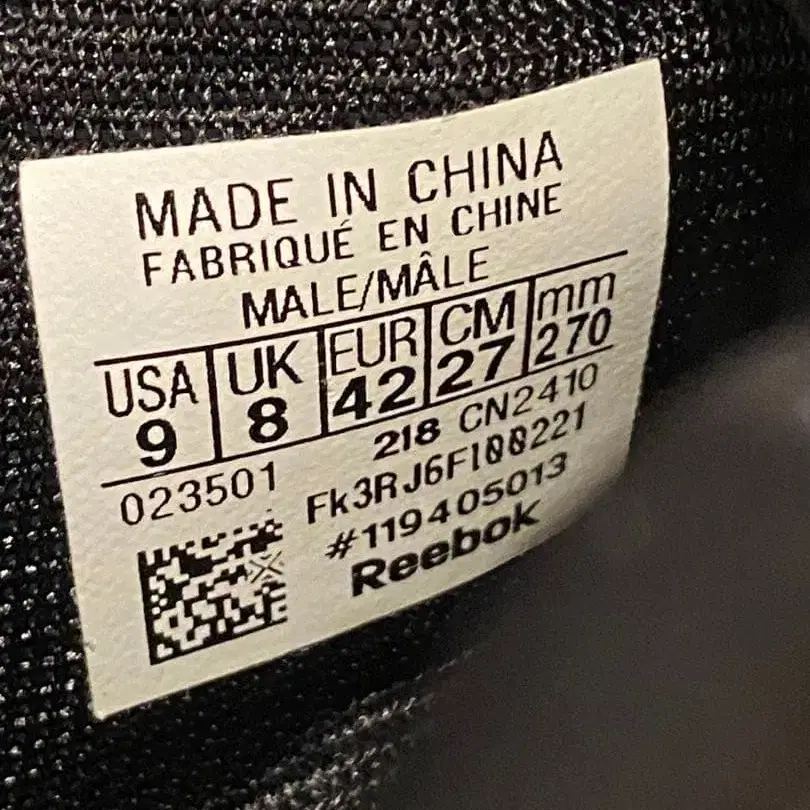 MADE IN CHINA
FABRIQUÉ EN CHINE
MALE/MÂLE
USA UK EUR CM mm
9 8 42 27 270
218 CN2410
023501 Fk3RJ6Fl00221
#119405013
Reebok